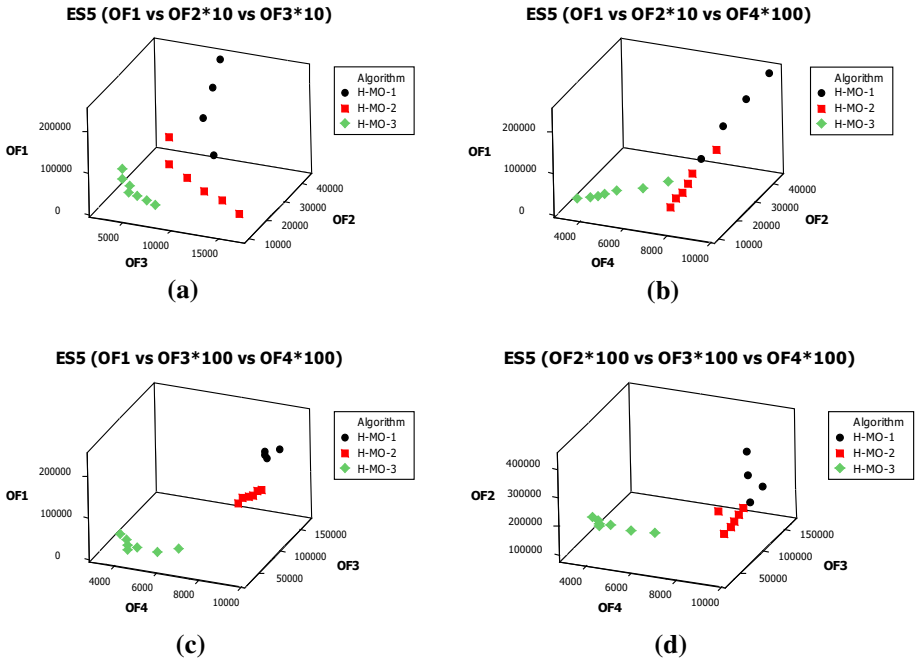 ES5 (OF1 vs OF2*10 vs OF3*10)
Algorithm
H-MO-1
H-MO-2
H-MO-3
200000
100000
0
OF1
40000
30000
20000
10000
OF2
5000
10000
15000
OF3
(a)
ES5 (OF1 vs OF2*10 vs OF4*100)
Algorithm
H-MO-1
H-MO-2
H-MO-3
200000
100000
0
OF1
40000
30000
20000
10000
OF2
4000
6000
8000
10000
OF4
(b)
ES5 (OF1 vs OF3*100 vs OF4*100)
Algorithm
H-MO-1
H-MO-2
H-MO-3
200000
100000
0
OF1
150000
100000
50000
OF3
4000
6000
8000
10000
OF4
(c)
ES5 (OF2*100 vs OF3*100 vs OF4*100)
Algorithm
H-MO-1
H-MO-2
H-MO-3
400000
300000
200000
100000
OF2
150000
100000
50000
OF3
4000
6000
8000
10000
OF4
(d)